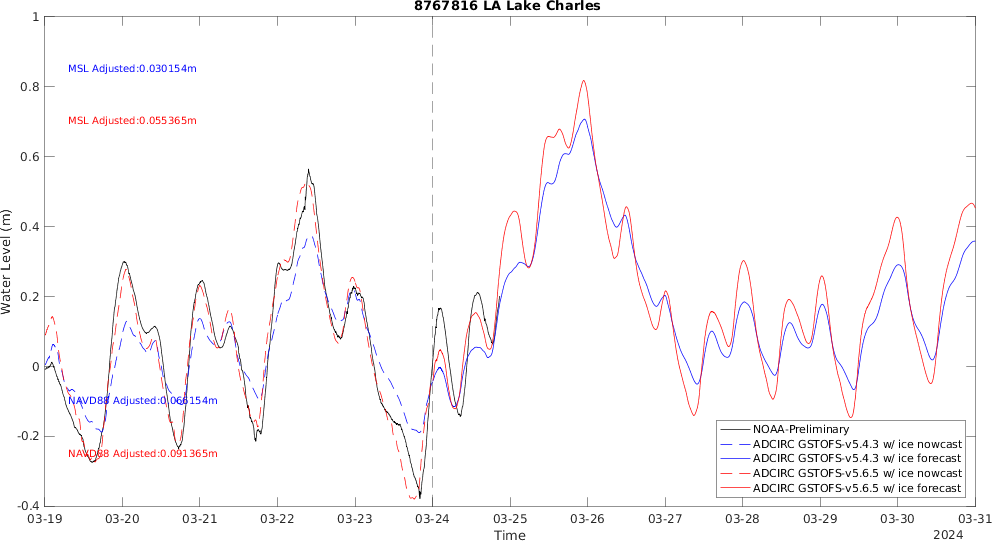 8767816 LA Lake Charles
Water Level (m)
1
0.8
0.6
0.4
0.2
0
-0.2
-0.4
MSL Adjusted:0.030154m
MSL Adjusted:0.055365m
NAVD88 Adjusted:0.066154m
NAVD88 Adjusted:0.091365m
NOAA-Preliminary
ADCIRC GSTOFS-v5.4.3 w/ ice nowcast
ADCIRC GSTOFS-v5.4.3 w/ ice forecast
ADCIRC GSTOFS-v5.6.5 w/ ice nowcast
ADCIRC GSTOFS-v5.6.5 w/ ice forecast
03-19 03-20 03-21 03-22 03-23 03-24 03-25 03-26 03-27 03-28 03-29 03-30 03-31
Time
2024